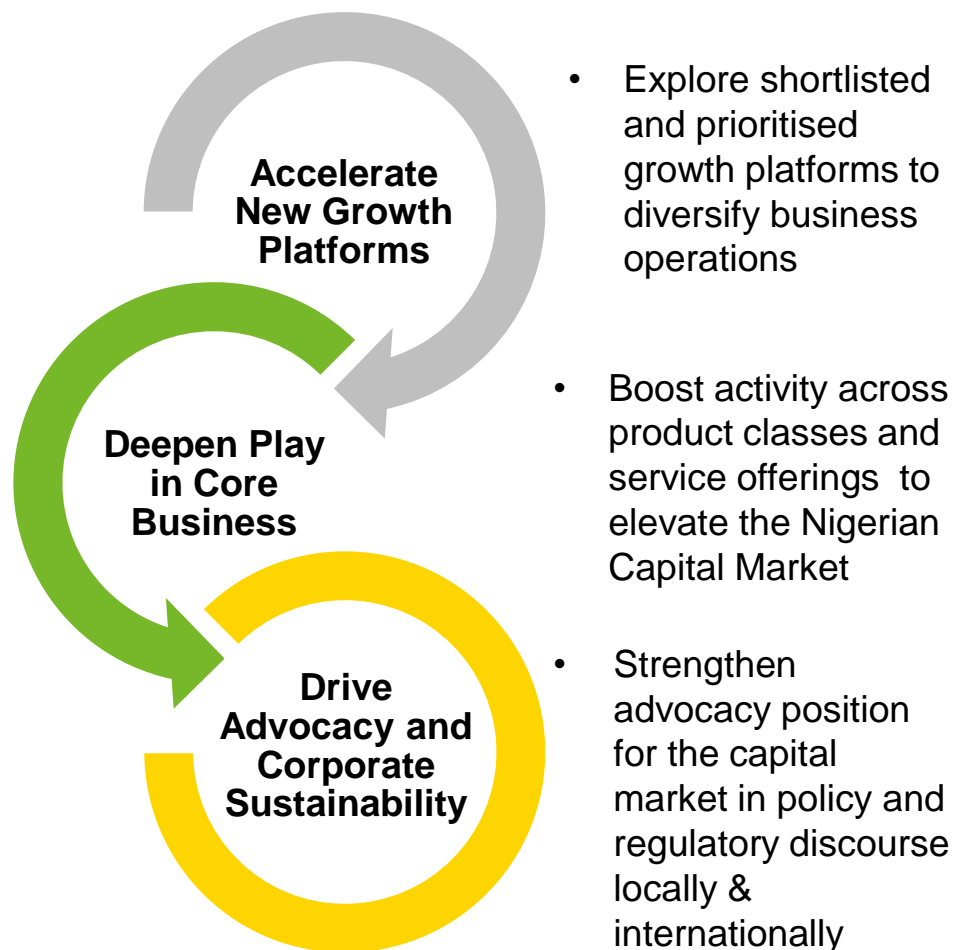 Accelerate
New Growth
Platforms
• Explore shortlisted
and prioritised
growth platforms to
diversify business
operations
Deepen Play
in Core
Business
• Boost activity across
product classes and
service offerings  to
elevate the Nigerian
Capital Market
Drive
Advocacy and
Corporate
Sustainability
• Strengthen
advocacy position
for the capital
market in policy and
regulatory discourse
locally &
internationally